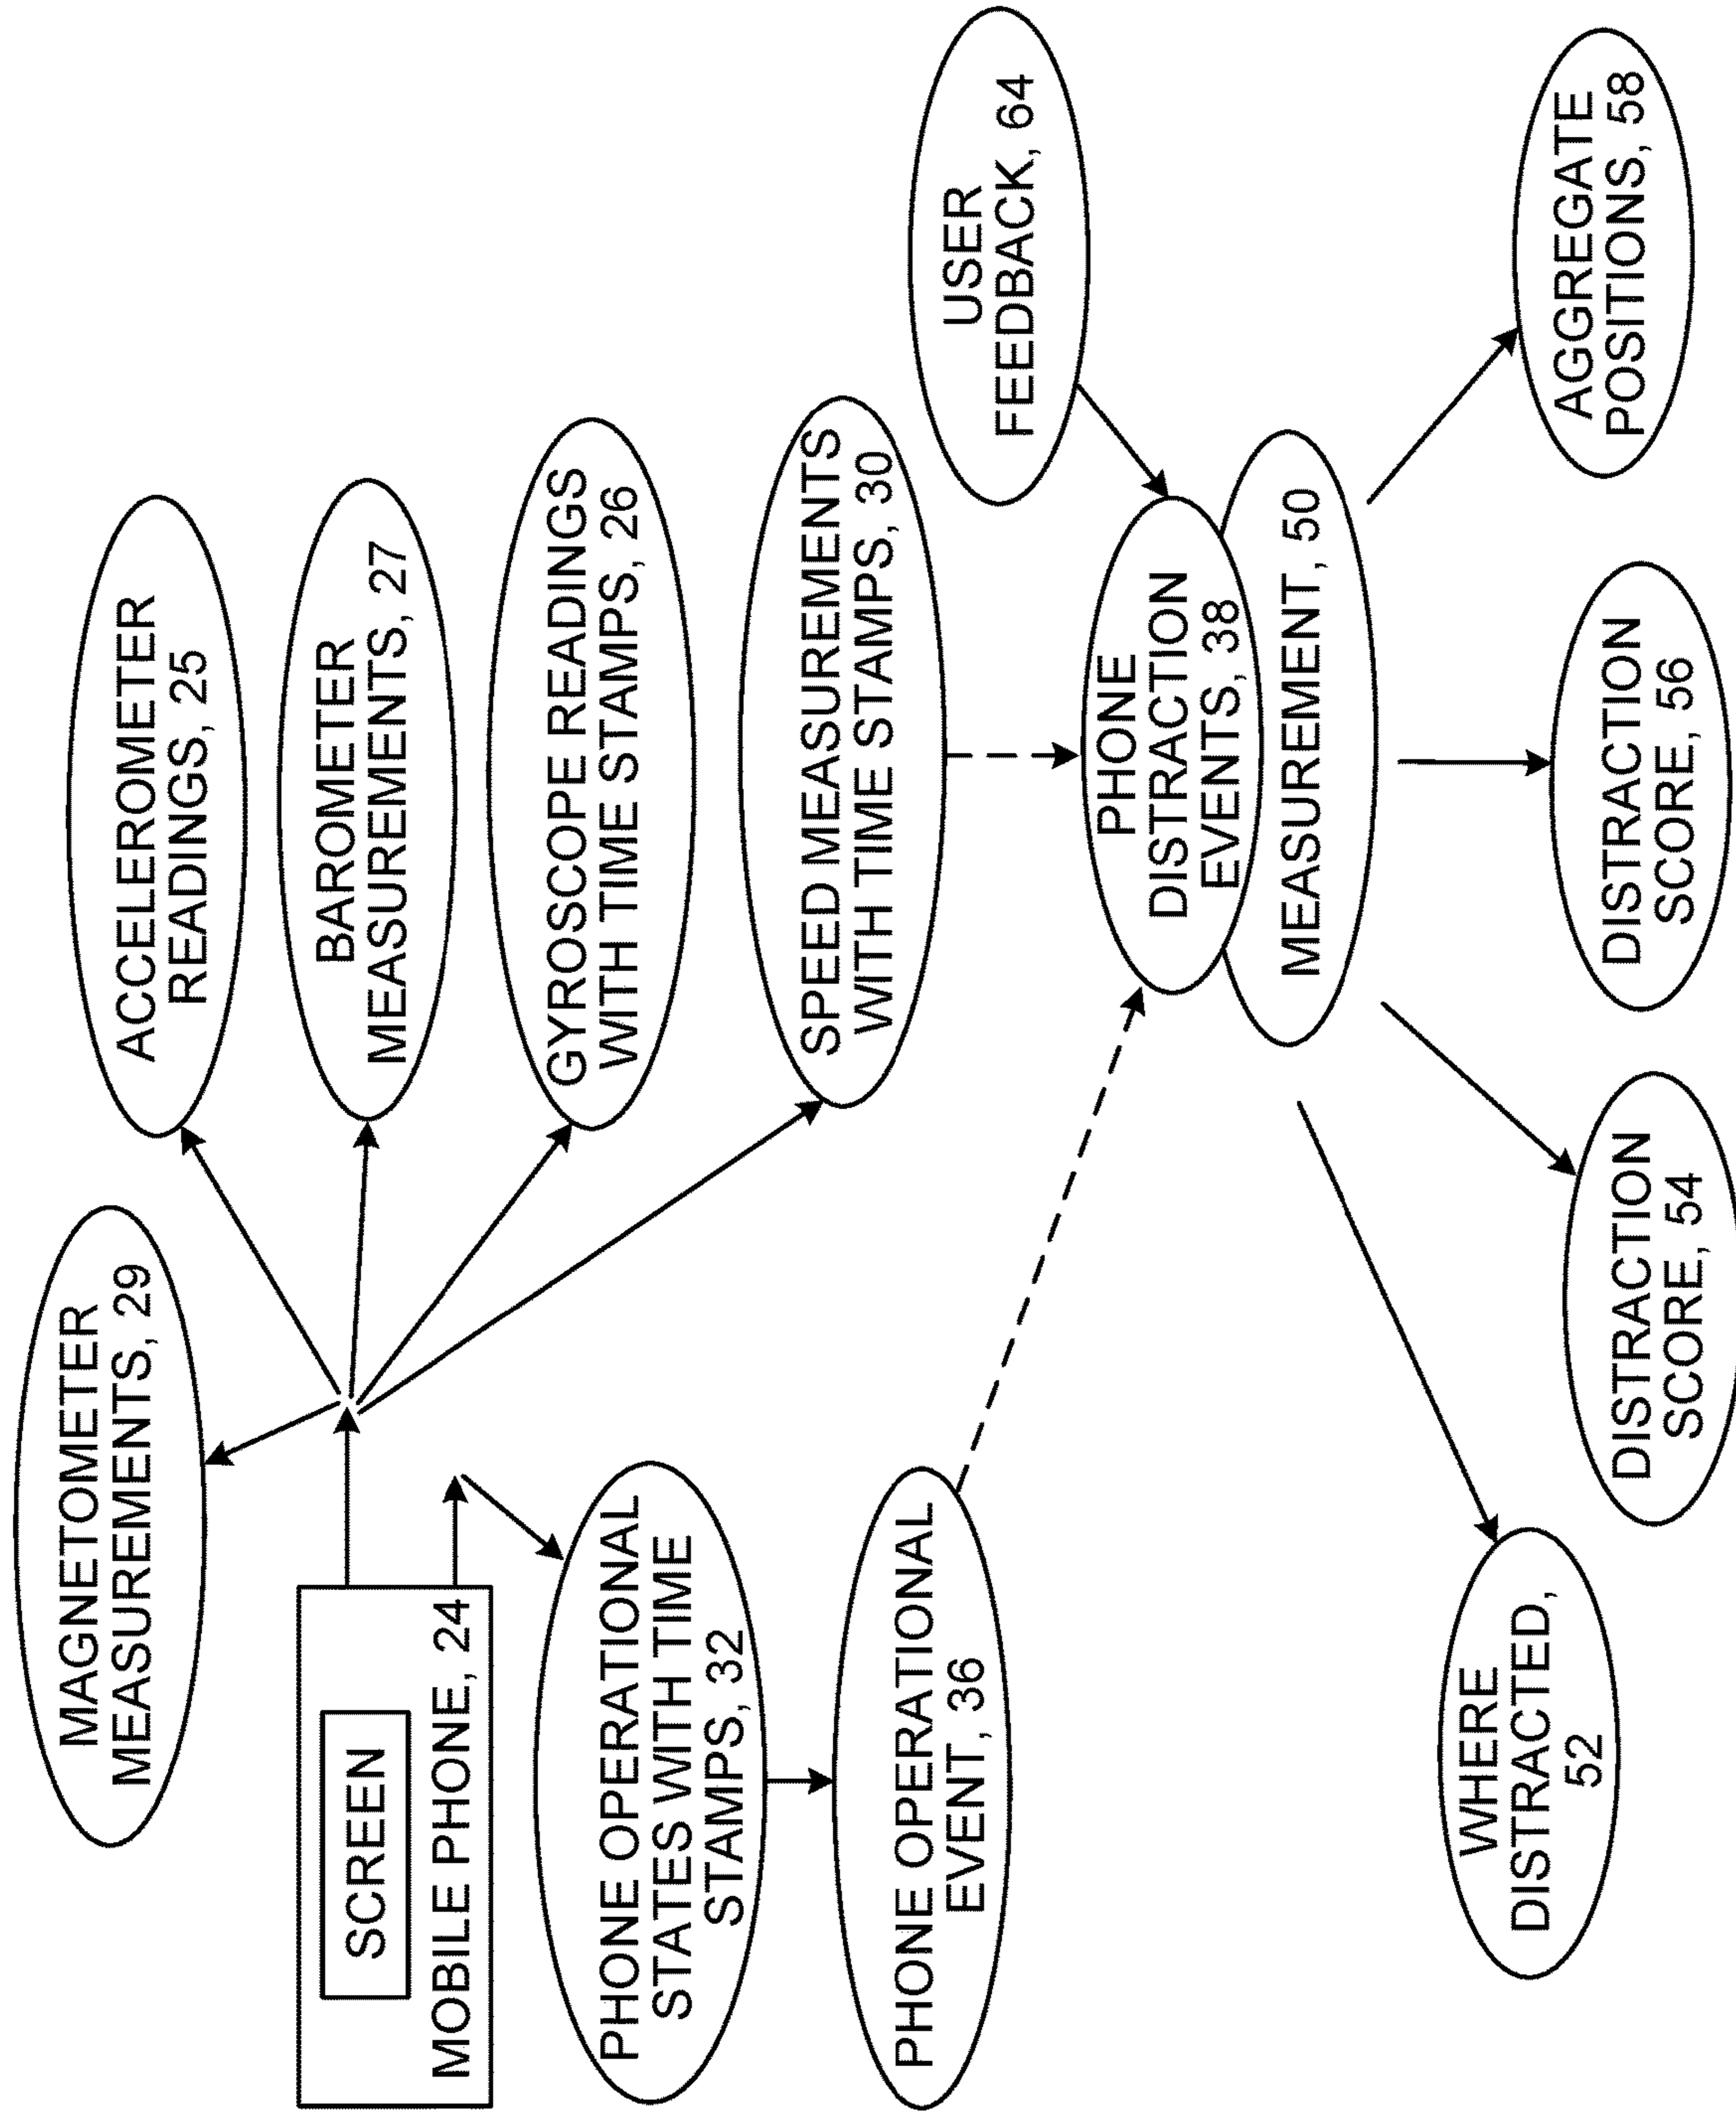 MAGNETOMETER
MEASUREMENTS, 29
ACCELEROMETER
READINGS, 25
BAROMETER
MEASUREMENTS, 27
SCREEN
MOBILE PHONE, 24
GYROSCOPE READINGS
WITH TIME STAMPS, 26
PHONE OPERATIONAL
STATES WITH TIME
STAMPS, 32
SPEED MEASUREMENTS
WITH TIME STAMPS, 30
PHONE OPERATIONAL
EVENT, 36
USER
FEEDBACK, 64
PHONE
DISTRACTION
EVENTS, 38
MEASUREMENT, 50
WHERE
DISTRACTED,
52
DISTRACTION
SCORE, 54
DISTRACTION
SCORE, 56
AGGREGATE
POSITIONS, 58